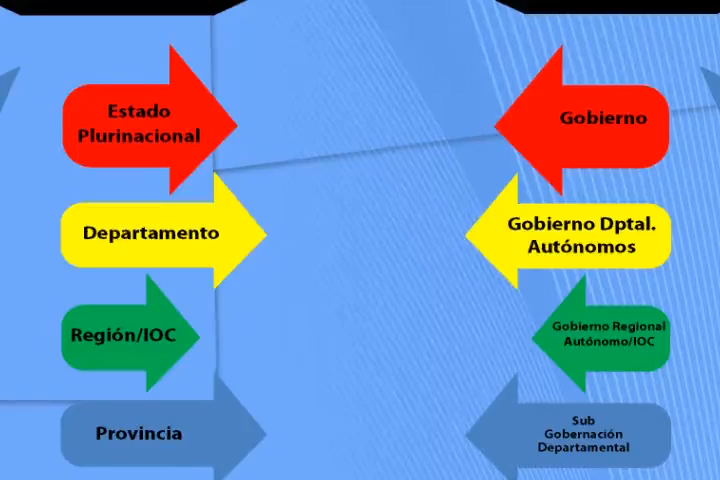 Estado
Plurinacional
Gobierno
Departamento
Gobierno Dptal.
Autónomos
Región/IOC
Gobierno Regional
Autónomo/IOC
Provincia
Sub
Gobernación
Departamental